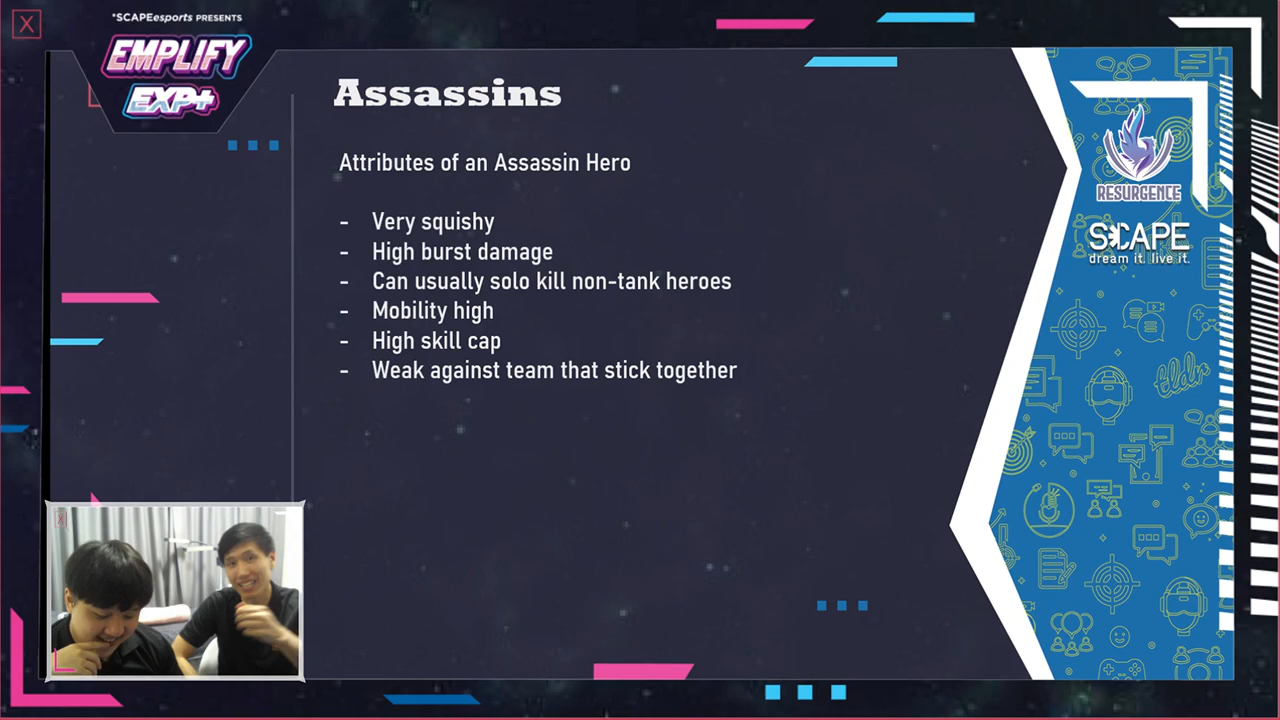 *SCAPEesports PRESENTS
EMPLIFY
EXP+
Assassins
Attributes of an Assassin Hero
- Very squishy
- High burst damage
- Can usually solo kill non-tank heroes
- Mobility high
- High skill cap
- Weak against team that stick together
RESURGENCE
S*CAPE
dream it. live it.
tldr